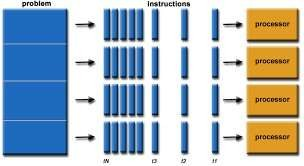 problem instructions
processor
processor
processor
processor
tN t3 t2 t1